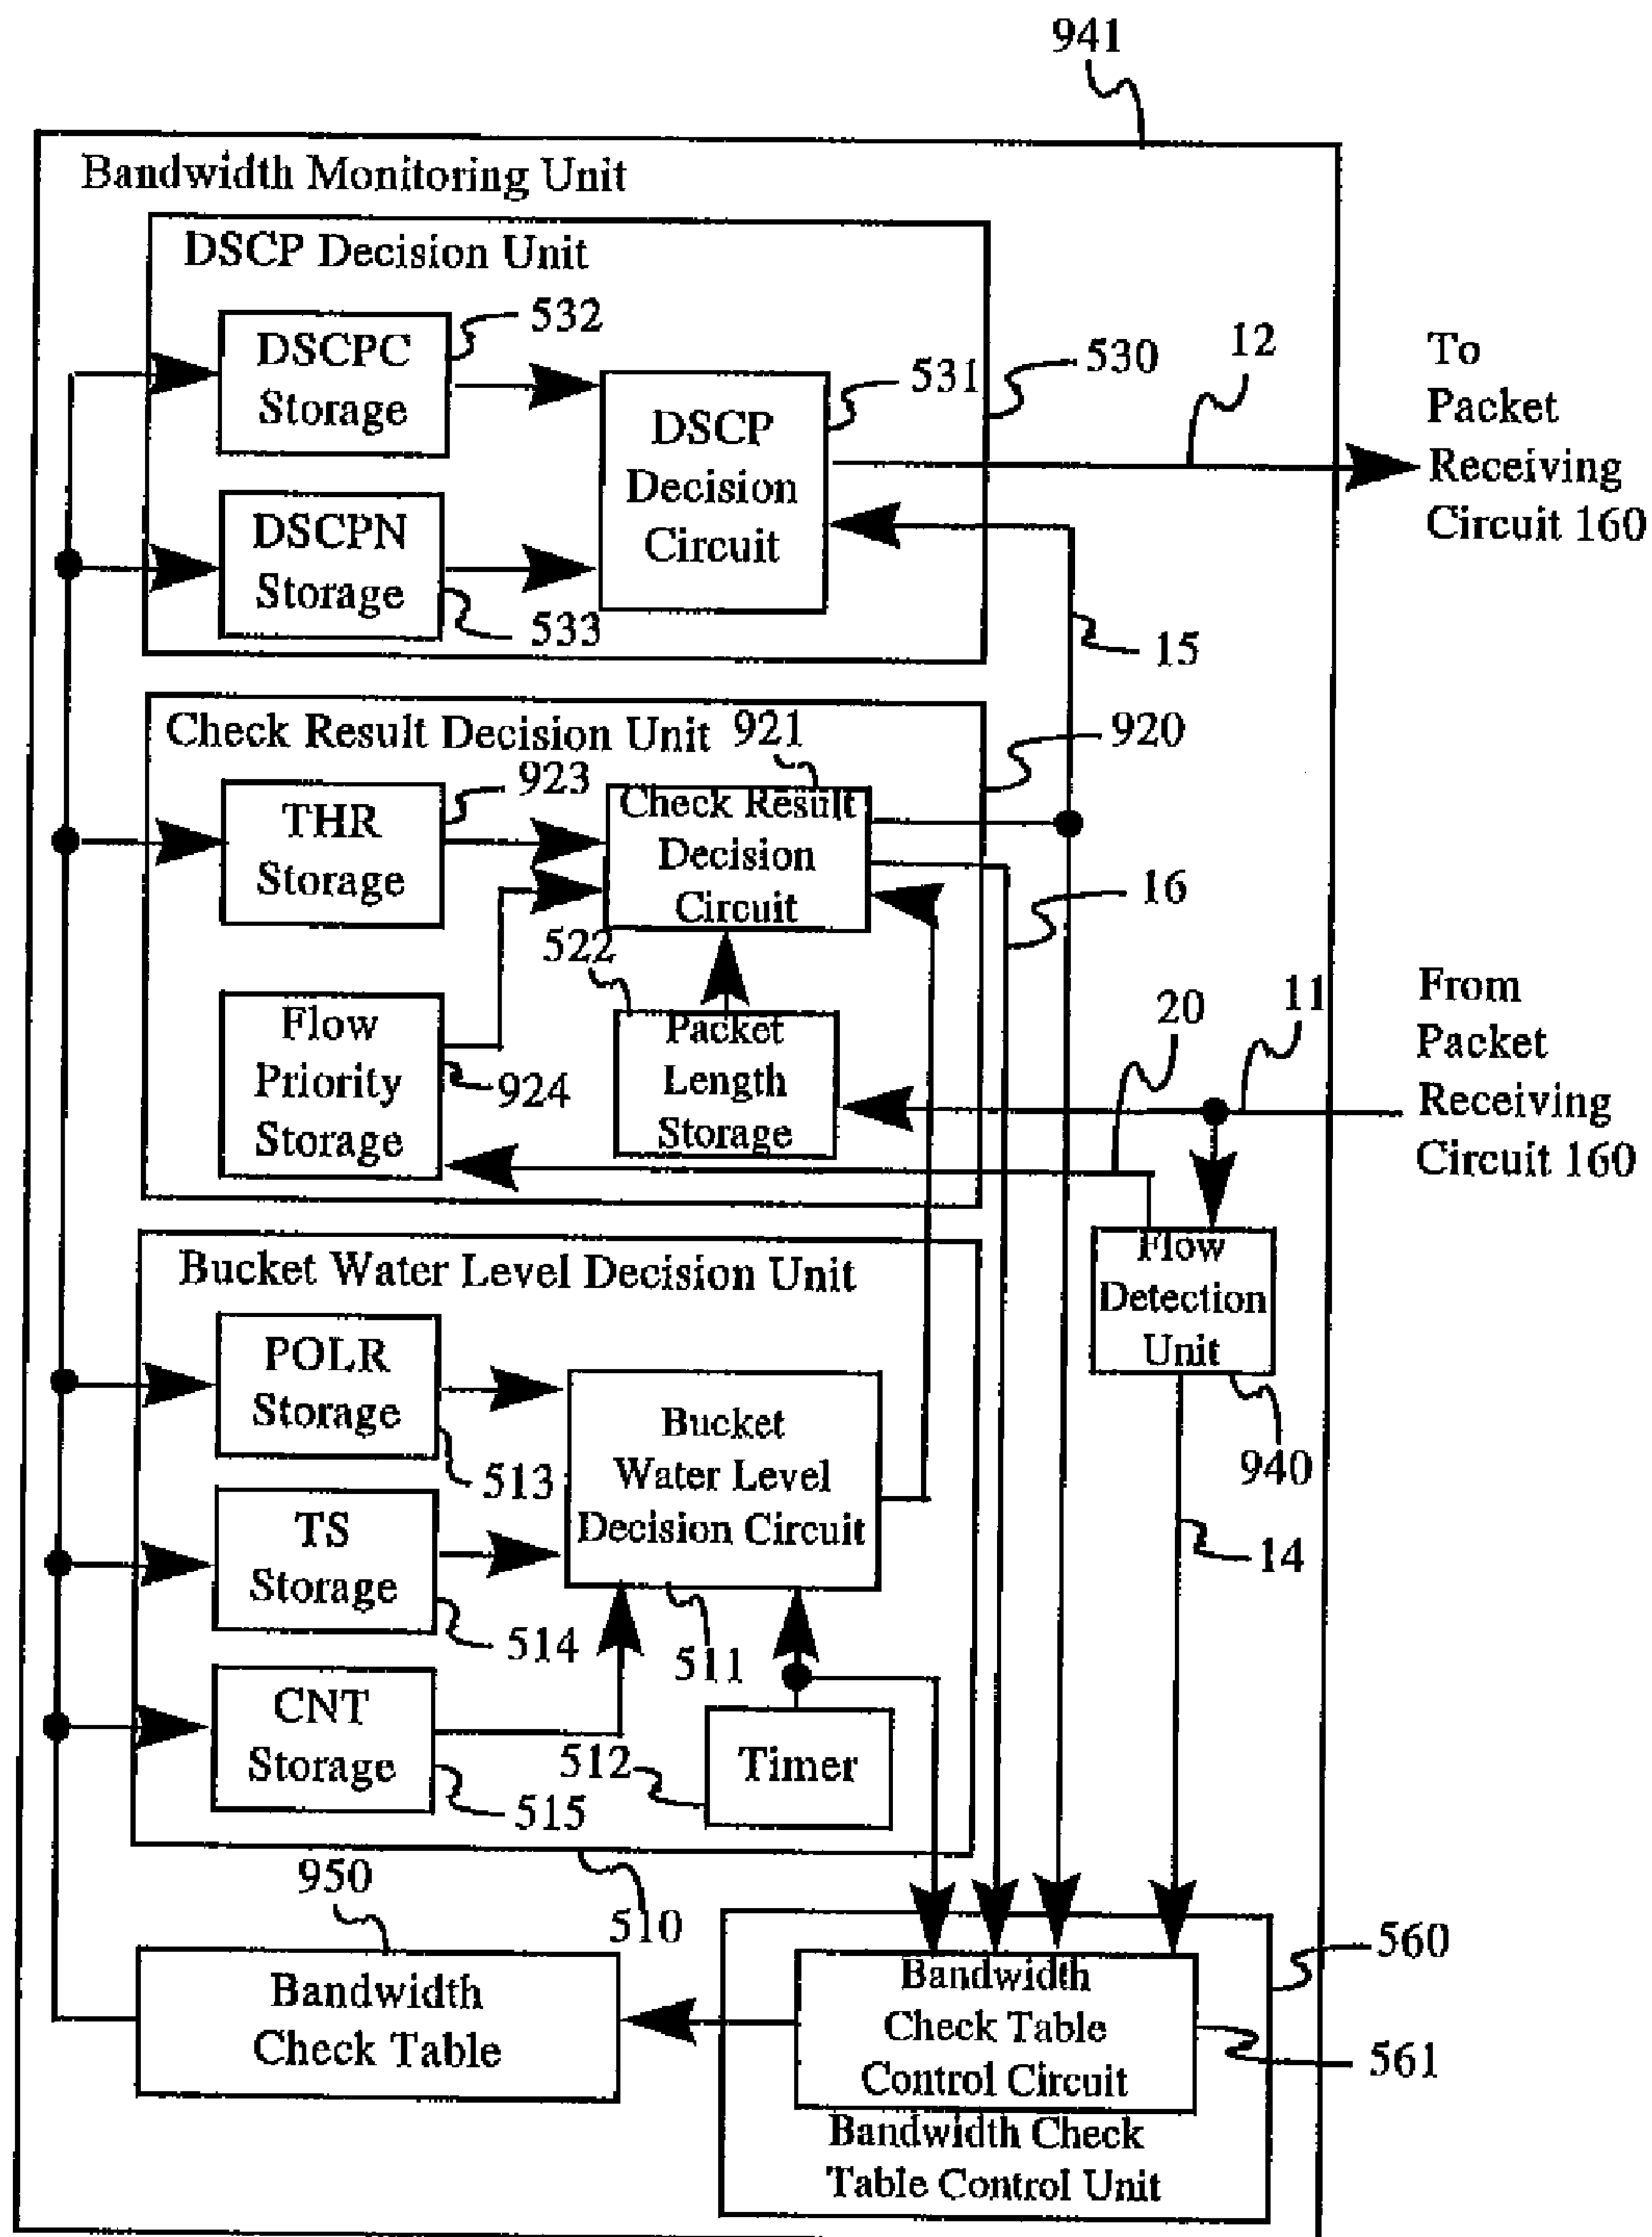 941
Bandwidth Monitoring Unit
DSCP Decision Unit
DSCPC
Storage
532
DSCPN
Storage
533
DSCP
Decision
Circuit
531
530
12
To
Packet
Receiving
Circuit 160
15
Check Result Decision Unit
921
920
THR
Storage
923
Check Result
Decision
Circuit
16
522
Flow
Priority
Storage
924
Packet
Length
Storage
20
11
From
Packet
Receiving
Circuit 160
Flow
Detection
Unit
940
14
Bucket Water Level Decision Unit
POLR
Storage
513
TS
Storage
514
CNT
Storage
515
Bucket
Water Level
Decision Circuit
511
512
Timer
510
950
Bandwidth
Check Table
Bandwidth
Check Table
Control Circuit
Bandwidth Check
Table Control Unit
560
561